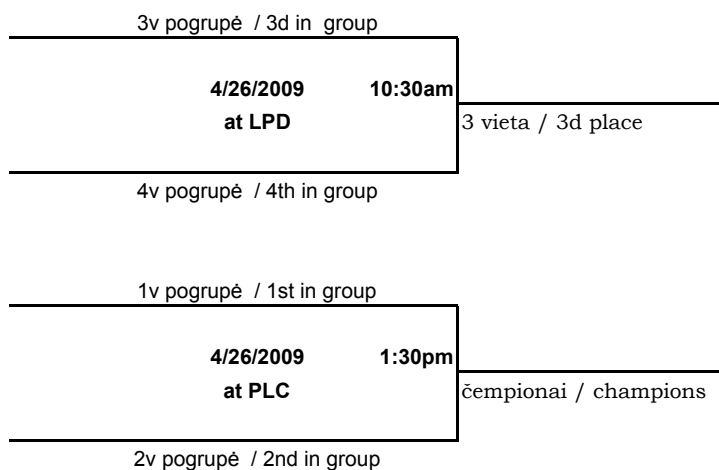 3v pogrupė / 3d in group
4/26/2009 10:30am
at LPD
3 vieta / 3d place
4v pogrupė / 4th in group
1v pogrupė / 1st in group
4/26/2009 1:30pm
at PLC
čempionai / champions
2v pogrupė / 2nd in group